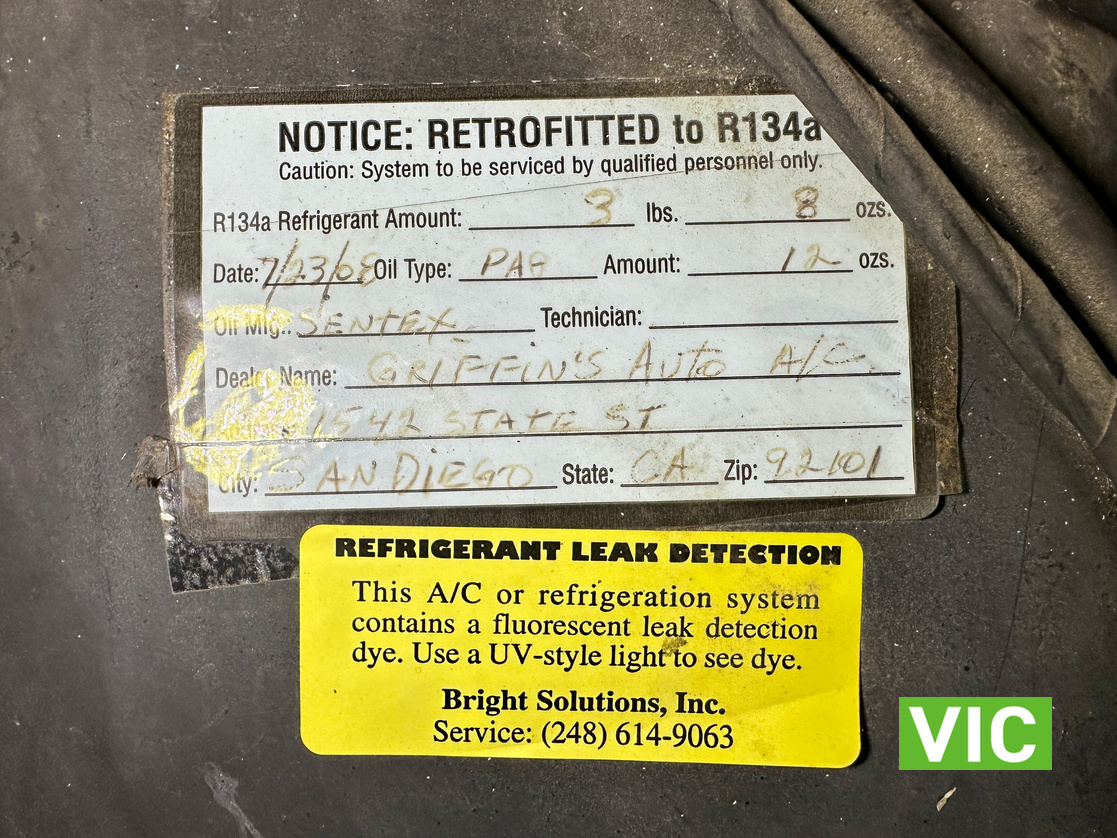 NOTICE: RETROFITTED to R134a
Caution: System to be serviced by qualified personnel only.
R134a Refrigerant Amount: 3 lbs. 8 ozs.
Date: 7/23/08 Oil Type: PAG Amount: 12 ozs.
Oil Mfg.: SENTEX Technician:
Dealer Name: GRIFFIN'S AUTO A/C.
1542 STATE ST
City: SAN DIEGO State: CA Zip: 92101
REFRIGERANT LEAK DETECTION
This A/C or refrigeration system
contains a fluorescent leak detection
dye. Use a UV-style light to see dye.
Bright Solutions, Inc.
Service: (248) 614-9063
VIC